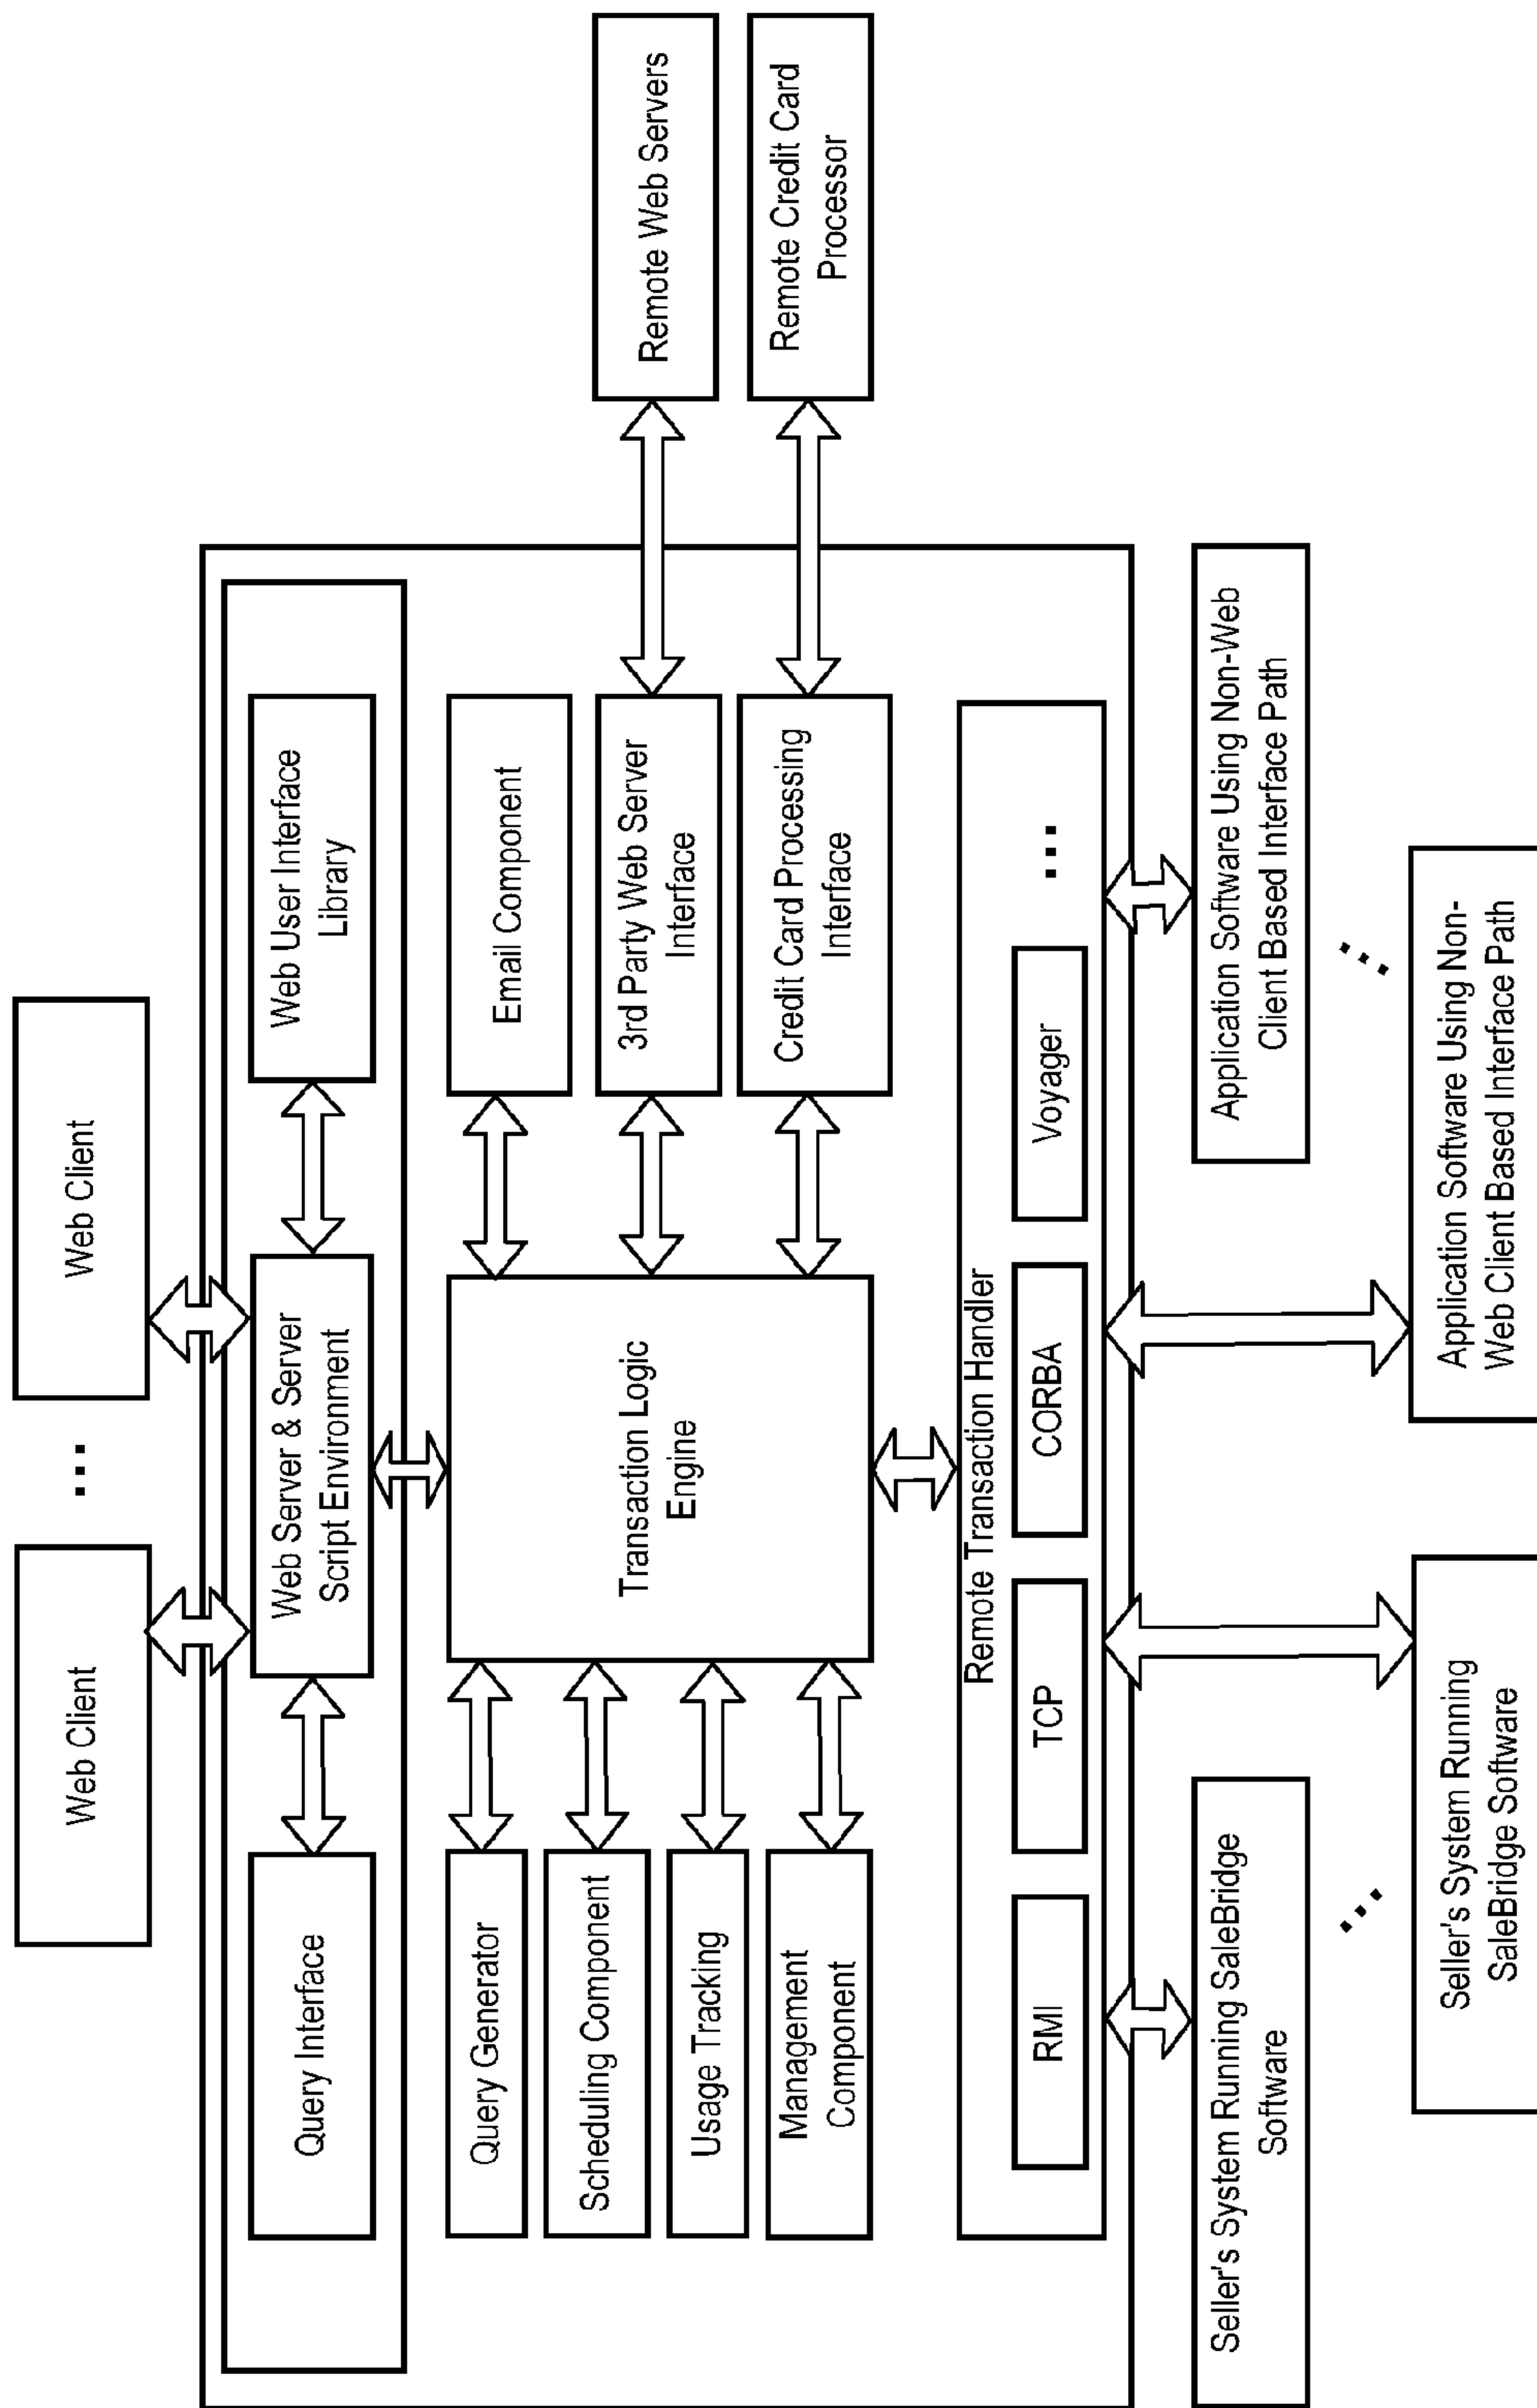 Web Client
...
Web Client
Query Interface
Web Server & Server
Script Environment
Web User Interface
Library
Query Generator
Scheduling Component
Usage Tracking
Management
Component
Transaction Logic
Engine
Email Component
3rd Party Web Server
Interface
Credit Card Processing
Interface
Remote Web Servers
Remote Credit Card
Processor
Remote Transaction Handler
RMI
TCP
CORBA
Voyager
...
Seller's System Running SaleBridge
Software
...
Seller's System Running
SaleBridge Software
Application Software Using Non-Web
Client Based Interface Path
...
Application Software Using Non-
Web Client Based Interface Path